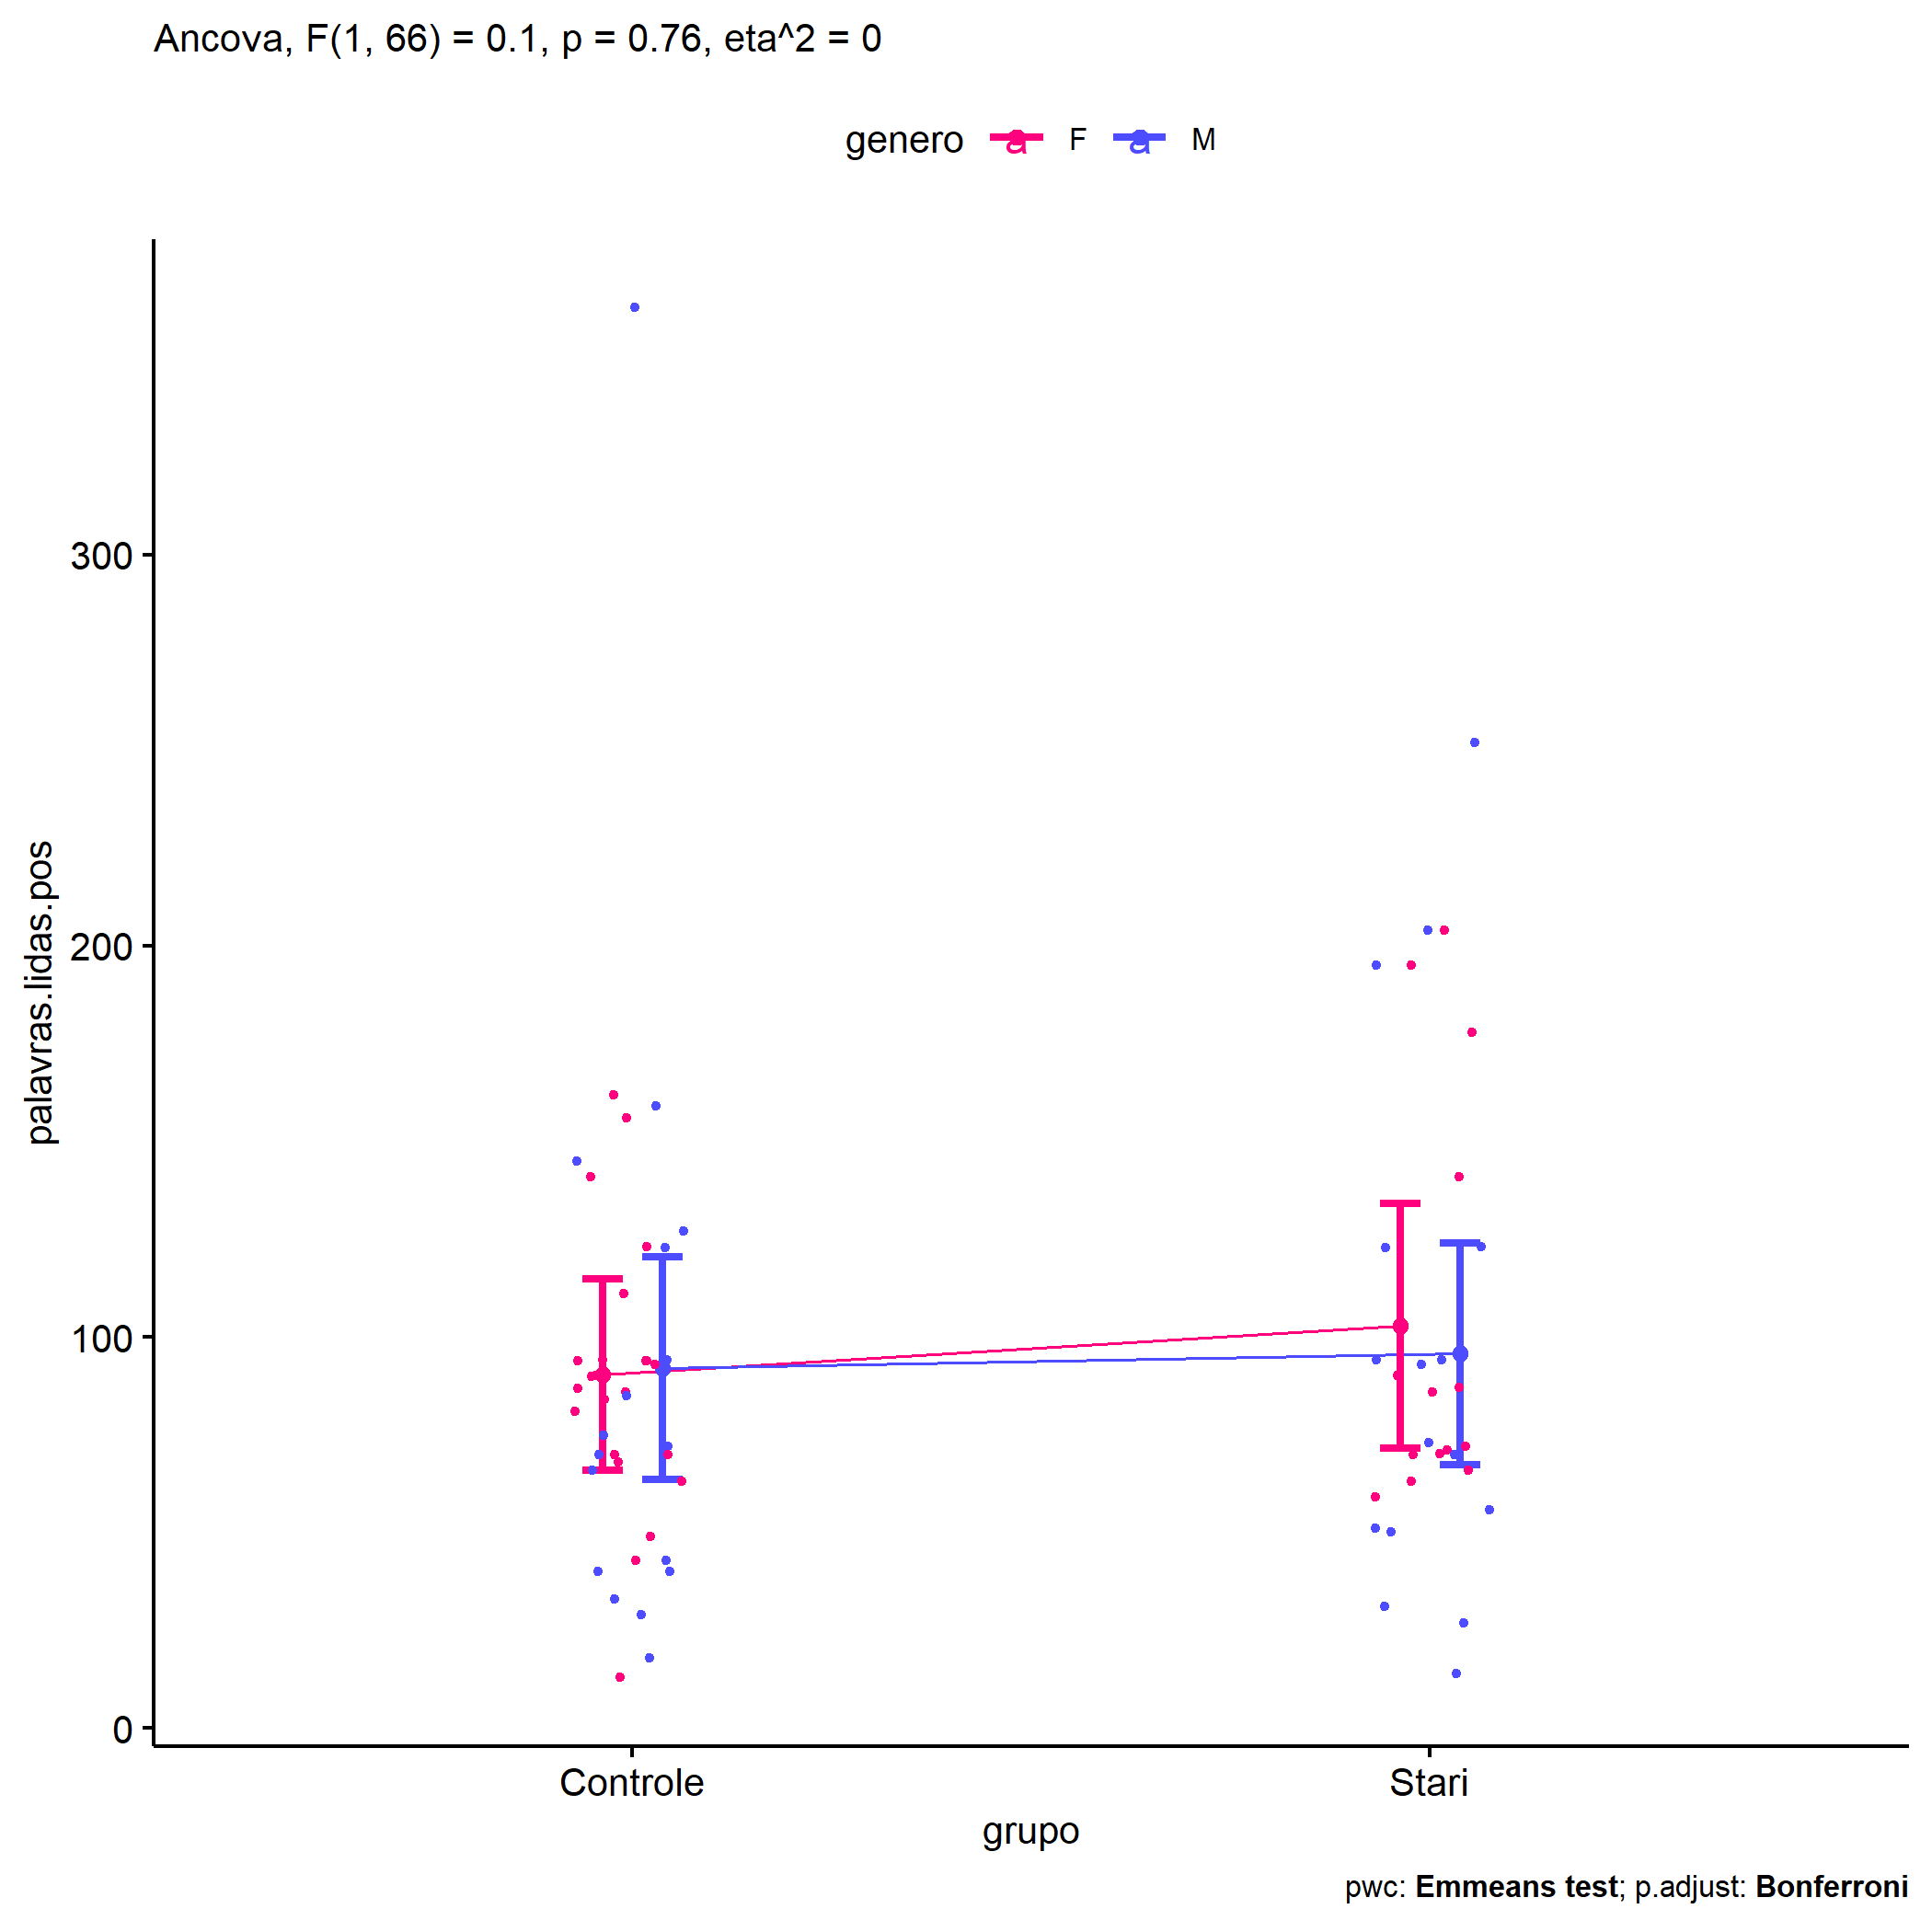 Ancova, F(1, 66) = 0.1, p = 0.76, eta^2 = 0
genero a F a M
palavras.lidas.pos
300
200
100
0
Controle Stari
grupo
pwc: Emmeans test; p.adjust: Bonferroni